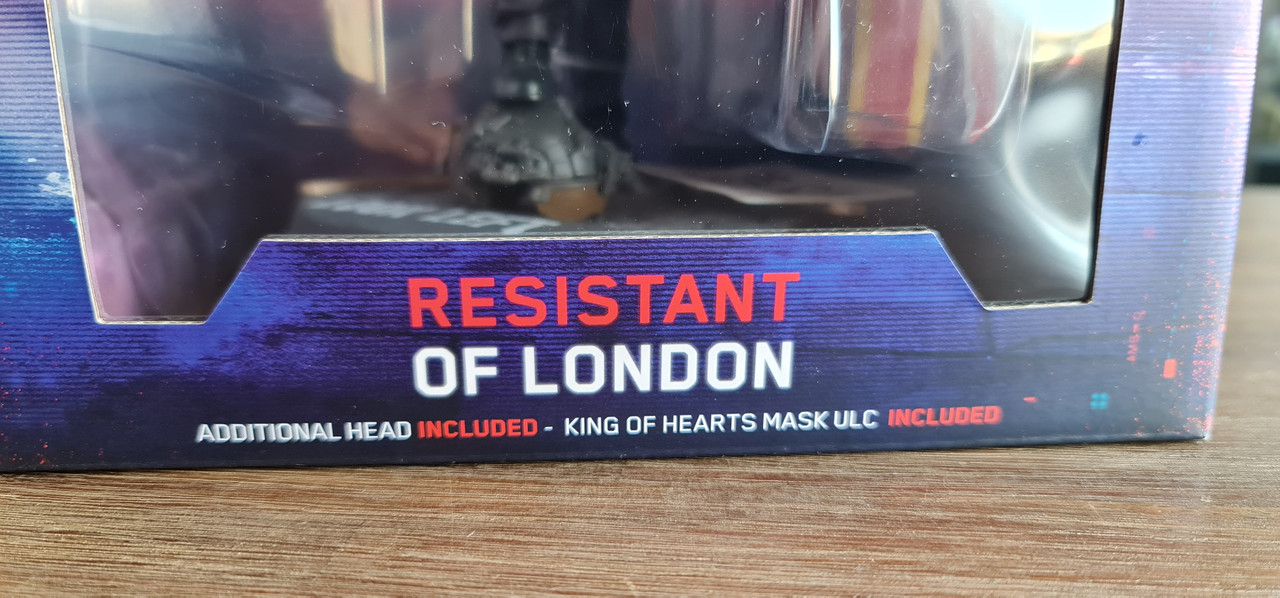 RESISTANT
OF LONDON
ADDITIONAL HEAD INCLUDED - KING OF HEARTS MASK ULC INCLUDED